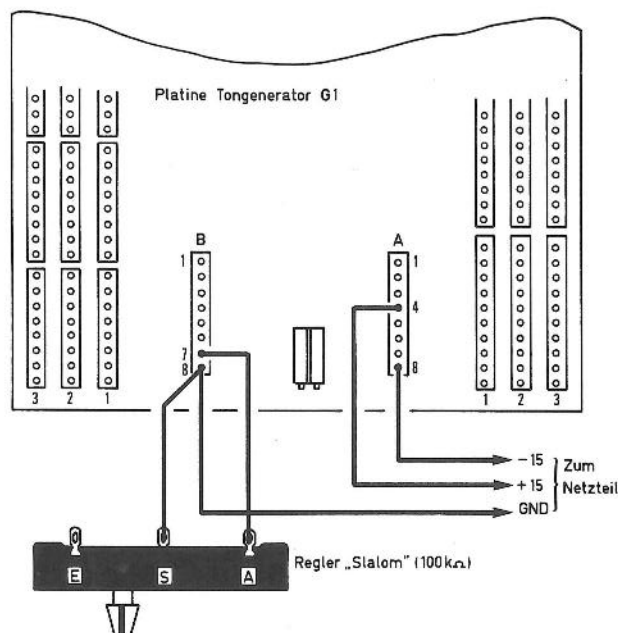 Platine Tongenerator G1
B
A
1
1
4
7
8
8
3 2 1
1 2 3
-15
+15
GND
Zum
Netzteil
E S A
Regler „Slalom" (100kΩ)